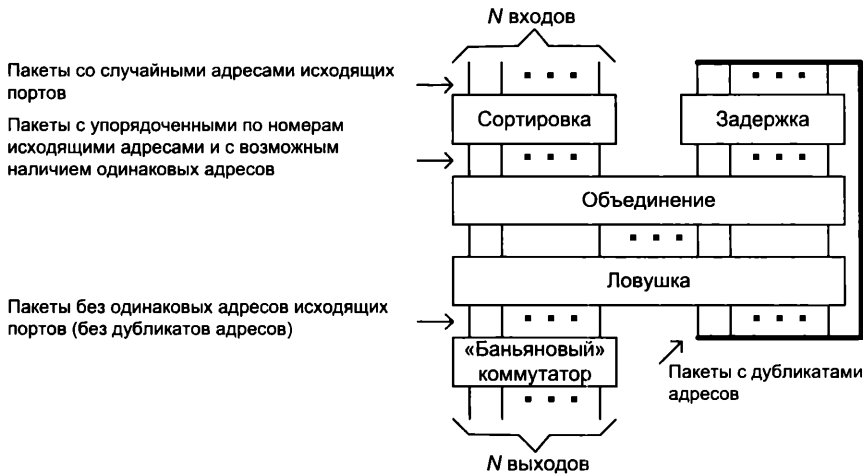 N входов
Пакеты со случайными адресами исходящих
портов
Сортировка
Задержка
Пакеты с упорядоченными по номерам
исходящими адресами и с возможным
наличием одинаковых адресов
Объединение
Ловушка
Пакеты без одинаковых адресов исходящих
портов (без дубликатов адресов)
«Баньяновый»
коммутатор
Пакеты с дубликатами
адресов
N выходов